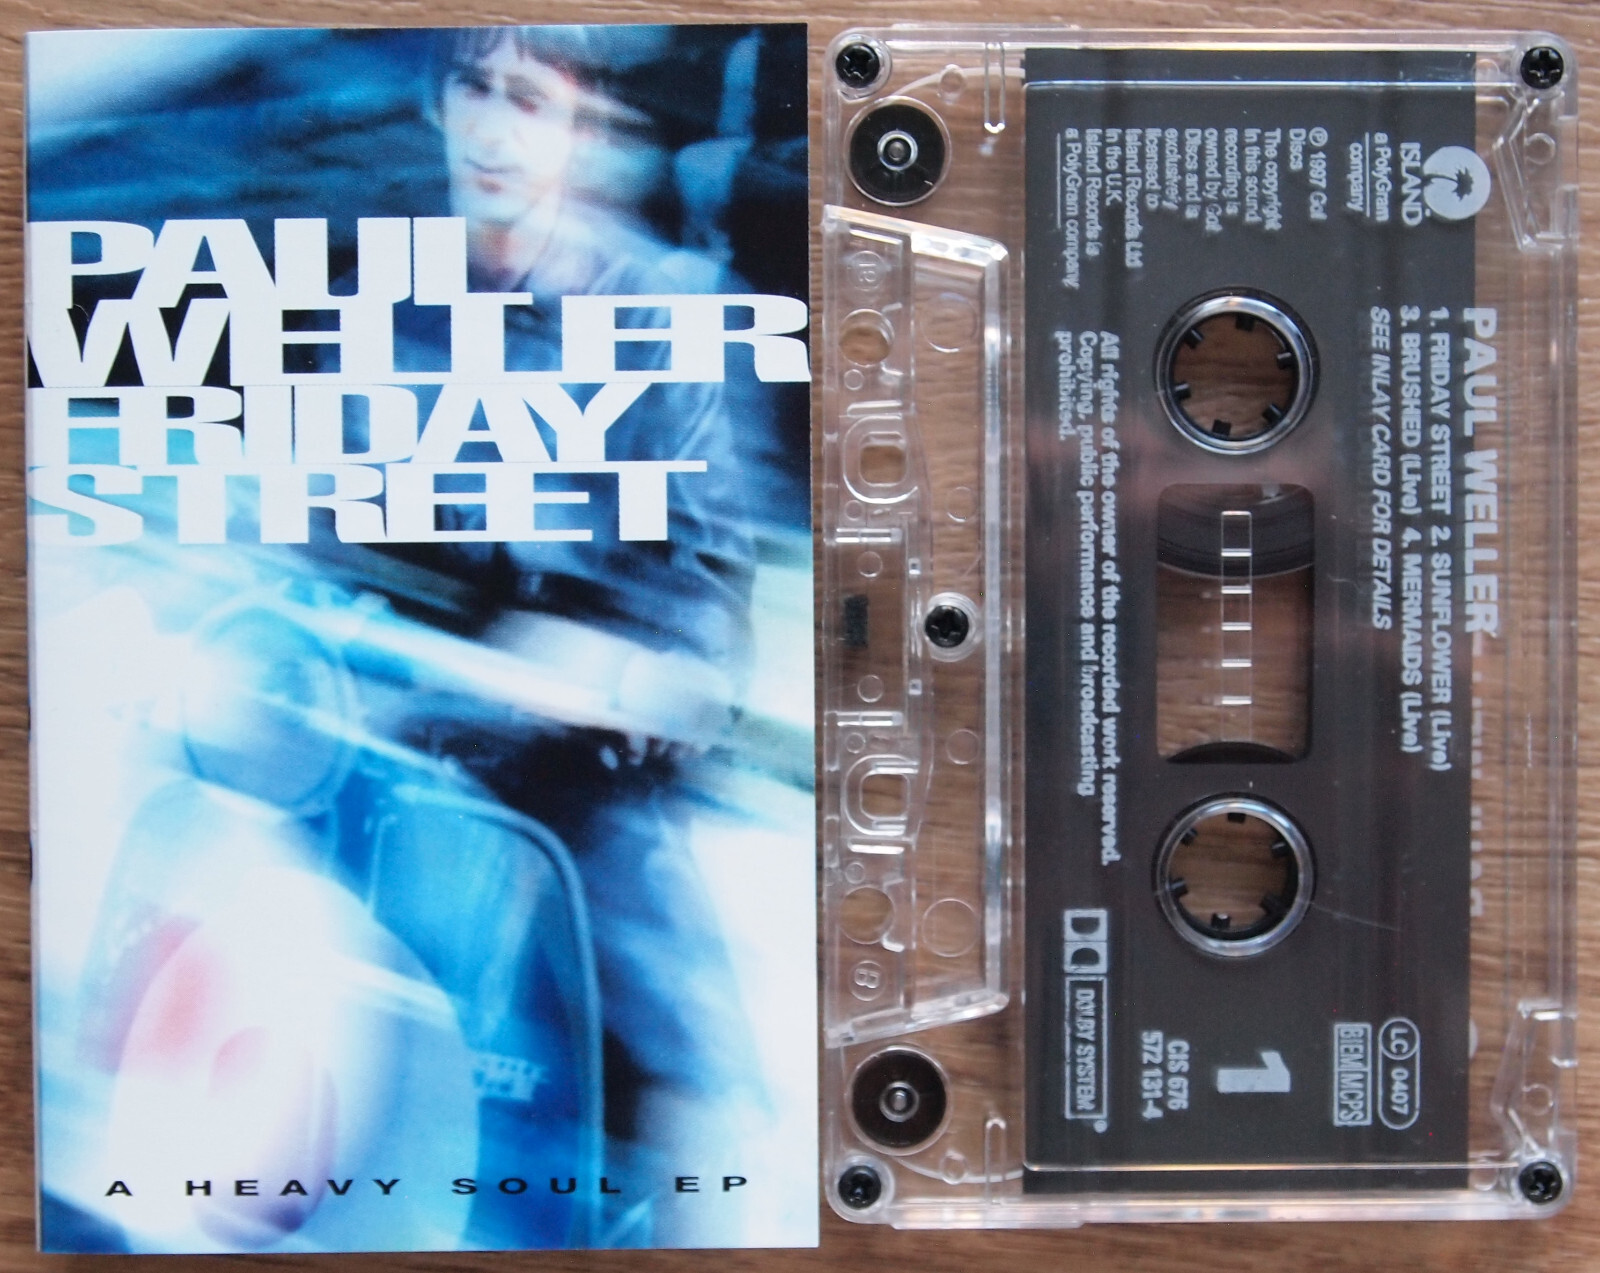 PAUL
WELLER
FRIDAY
STREET
A HEAVY SOUL EP
ISLAND
a PolyGram
company
℗ 1997 Go!
Discs
The copyright
in this sound
recording is
owned by Go!
Discs and is
exclusively
licensed to
Island Records Ltd
in the U.K.
Island Records is
a PolyGram company.
PAUL WELLER
1. FRIDAY STREET 2. SUNFLOWER (Live)
3. BRUSHED (Live) 4. MERMAIDS (Live)
SEE INLAY CARD FOR DETAILS
All rights of the owner of the recorded work reserved.
Copying, public performance and broadcasting
prohibited.
LC 0407
BIEM/MCPS
1
CIS 676
572 131-4
DOLBY SYSTEM®
B